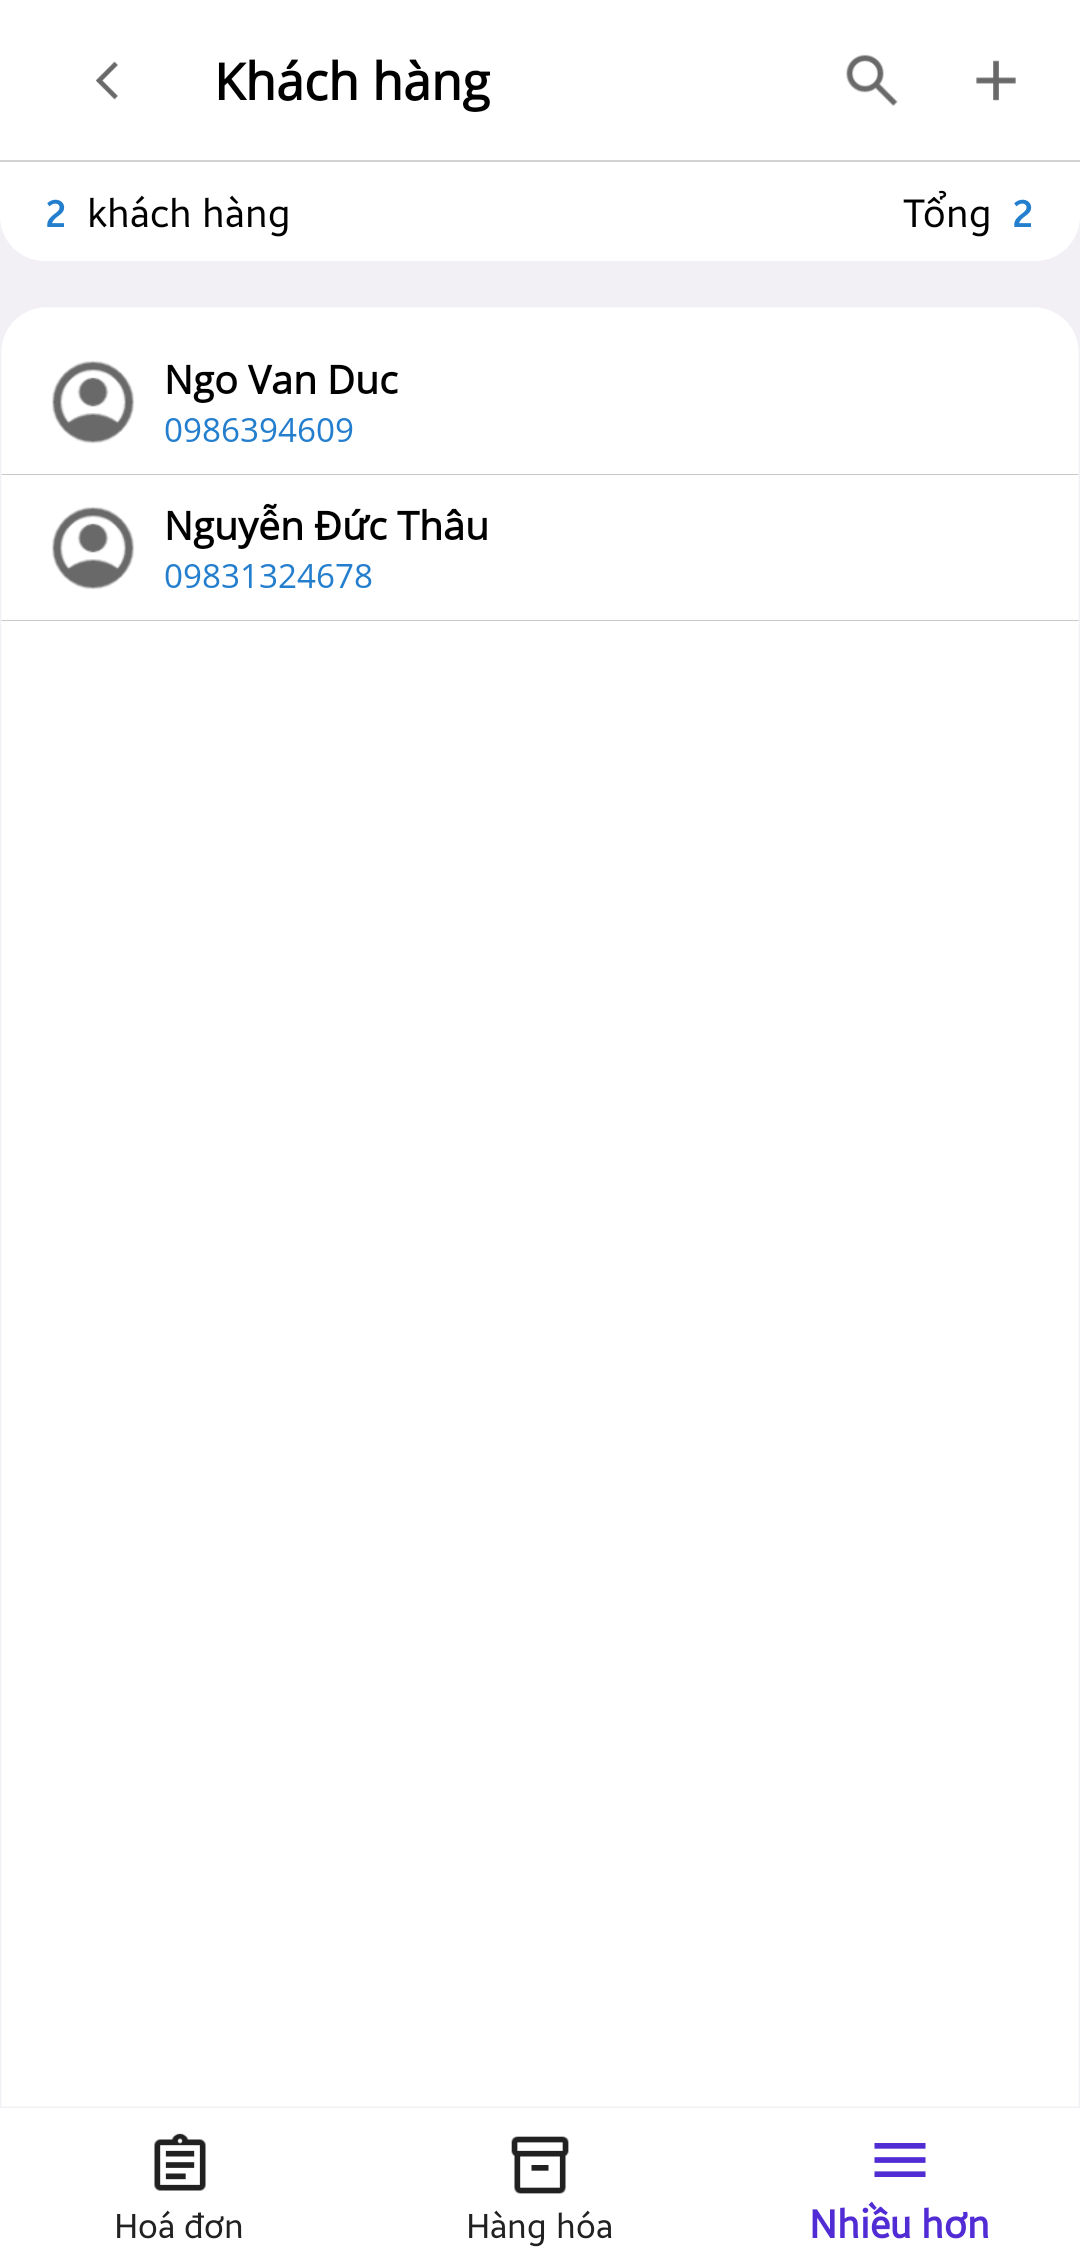 Khách hàng
2 khách hàng
Tổng 2
Ngo Van Duc
0986394609
Nguyễn Đức Thâu
09831324678
Hoá đơn
Hàng hóa
Nhiều hơn